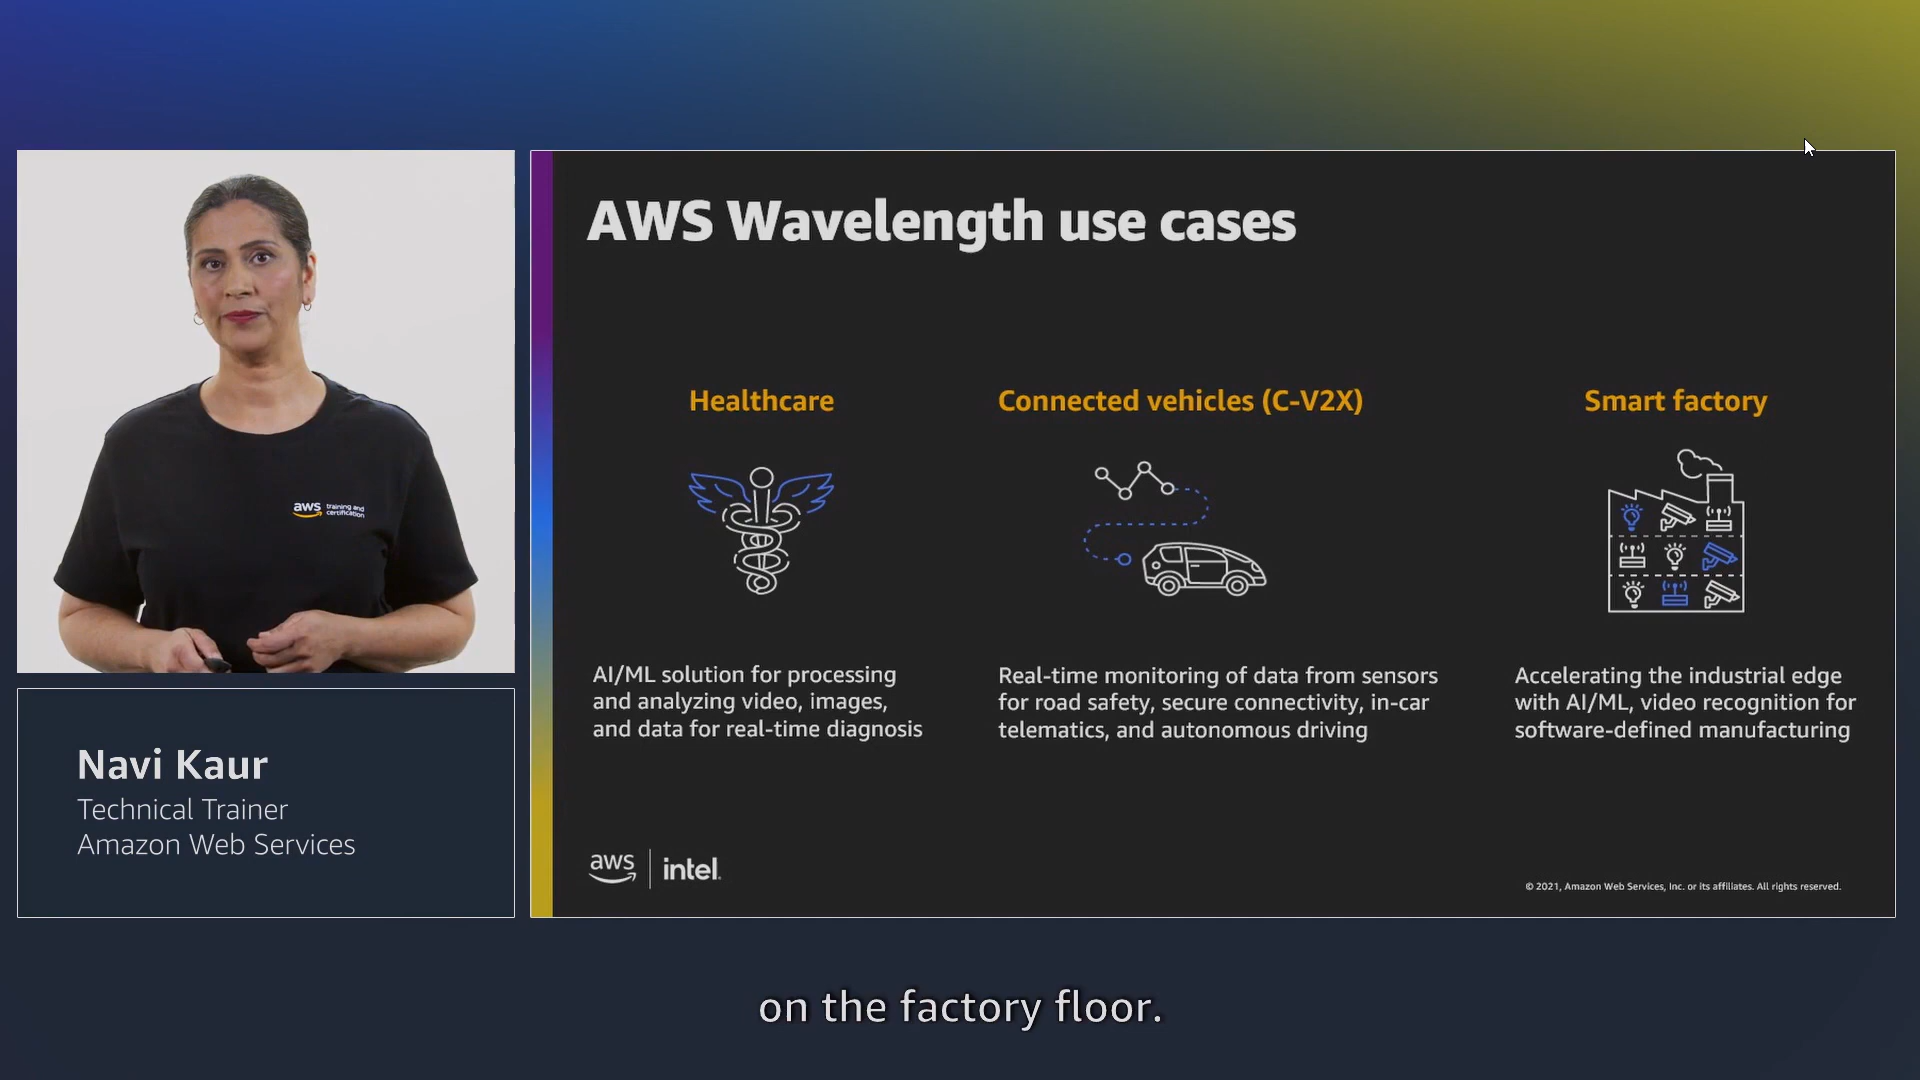 AWS Wavelength use cases
Healthcare
AI/ML solution for processing
and analyzing video, images,
and data for real-time diagnosis
Connected vehicles (C-V2X)
Real-time monitoring of data from sensors
for road safety, secure connectivity, in-car
telematics, and autonomous driving
Smart factory
Accelerating the industrial edge
with AI/ML, video recognition for
software-defined manufacturing
aws | intel.
© 2021, Amazon Web Services, Inc. or its affiliates. All rights reserved.
aws training and
certification
Navi Kaur
Technical Trainer
Amazon Web Services
on the factory floor.